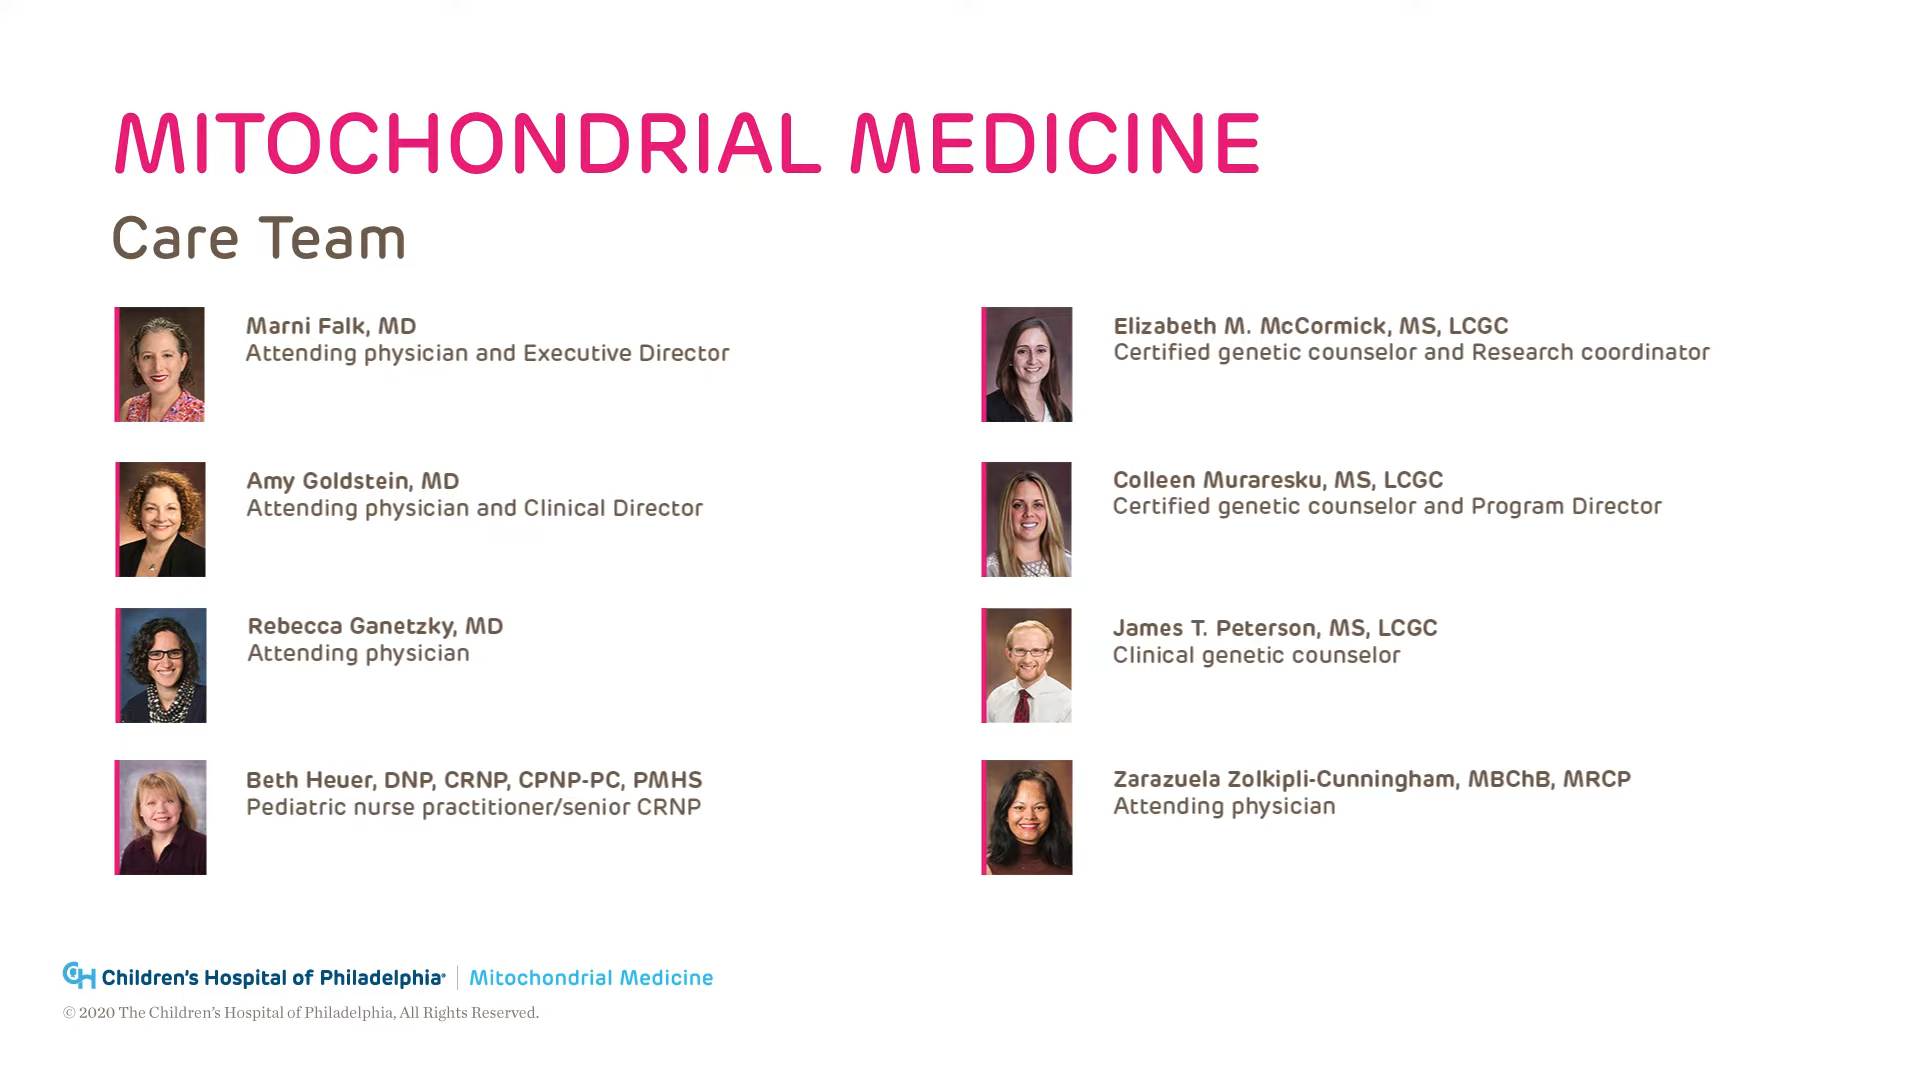 MITOCHONDRIAL MEDICINE
Care Team
Marni Falk, MD
Attending physician and Executive Director
Amy Goldstein, MD
Attending physician and Clinical Director
Rebecca Ganetzky, MD
Attending physician
Beth Heuer, DNP, CRNP, CPNP-PC, PMHS
Pediatric nurse practitioner/senior CRNP
Elizabeth M. McCormick, MS, LCGC
Certified genetic counselor and Research coordinator
Colleen Muraresku, MS, LCGC
Certified genetic counselor and Program Director
James T. Peterson, MS, LCGC
Clinical genetic counselor
Zarazuela Zolkipli-Cunningham, MBChB, MRCP
Attending physician
CH Children's Hospital of Philadelphia® | Mitochondrial Medicine
© 2020 The Children's Hospital of Philadelphia, All Rights Reserved.